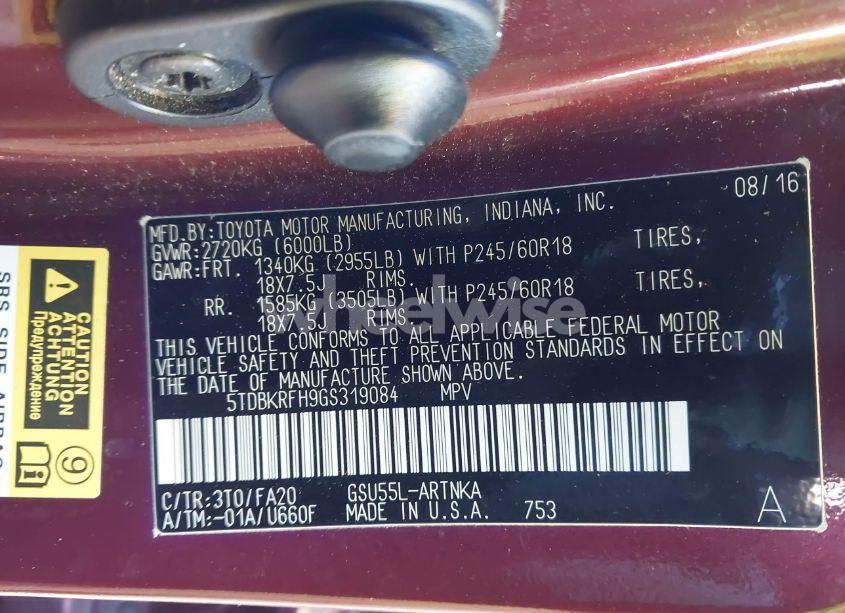 08/16
MFD.BY:TOYOTA MOTOR MANUFACTURING, INDIANA, INC.
GVWR:2720KG (6000LB)
GAWR:FRT. 1340KG (2955LB) WITH P245/60R18 TIRES,
18X7.5J RIMS.
RR. 1585KG (3505LB) WITH P245/60R18 TIRES,
18X7.5J RIMS.
THIS VEHICLE CONFORMS TO ALL APPLICABLE FEDERAL MOTOR
VEHICLE SAFETY AND THEFT PREVENTION STANDARDS IN EFFECT ON
THE DATE OF MANUFACTURE SHOWN ABOVE.
5TDBKRFH9GS319084 MPV
C/TR:3T0/FA20 GSU55L-ARTNKA
A/TM:-01A/U660F MADE IN U.S.A. 753
A
wheelwise
CAUTION
ATTENTION
ACHTUNG
Предупреждение
9
SRS SIDE AIRBAG